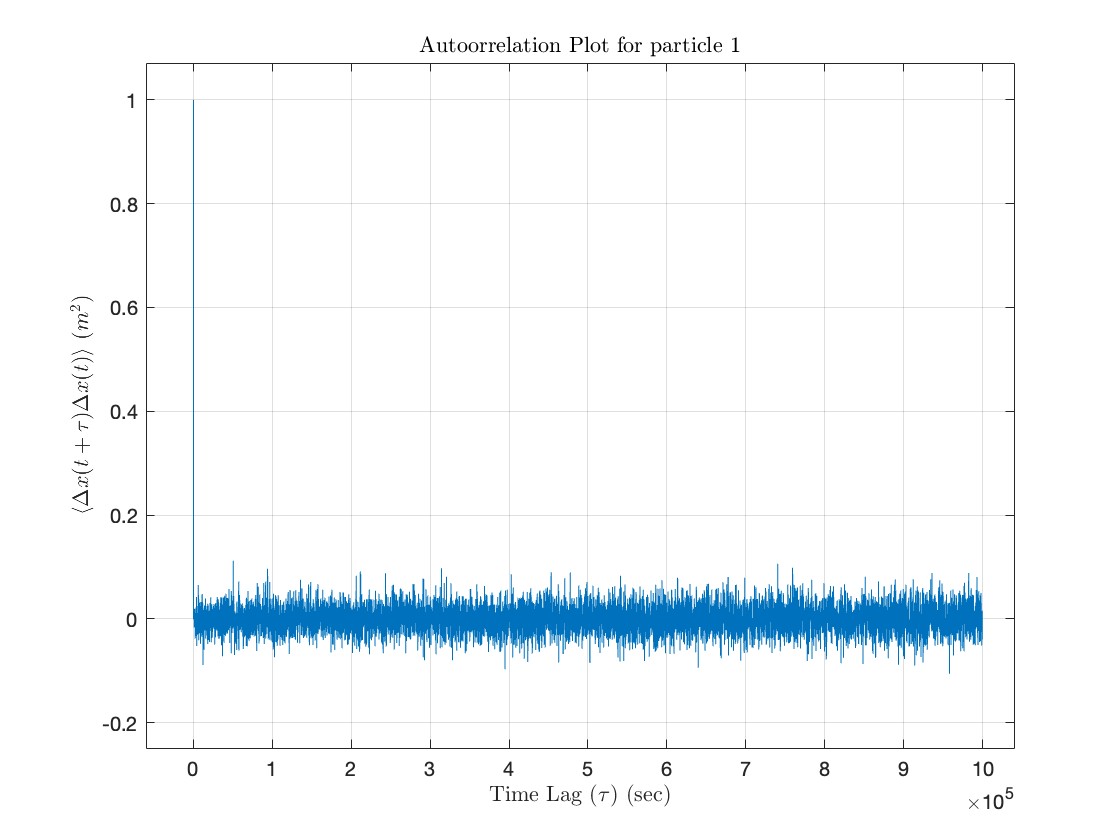 Autoorrelation Plot for particle 1
1
0.8
0.6
0.4
0.2
0
-0.2
⟨Δx(t + τ)Δx(t)⟩ (m²)
0 1 2 3 4 5 6 7 8 9 10
×10⁵
Time Lag (τ) (sec)